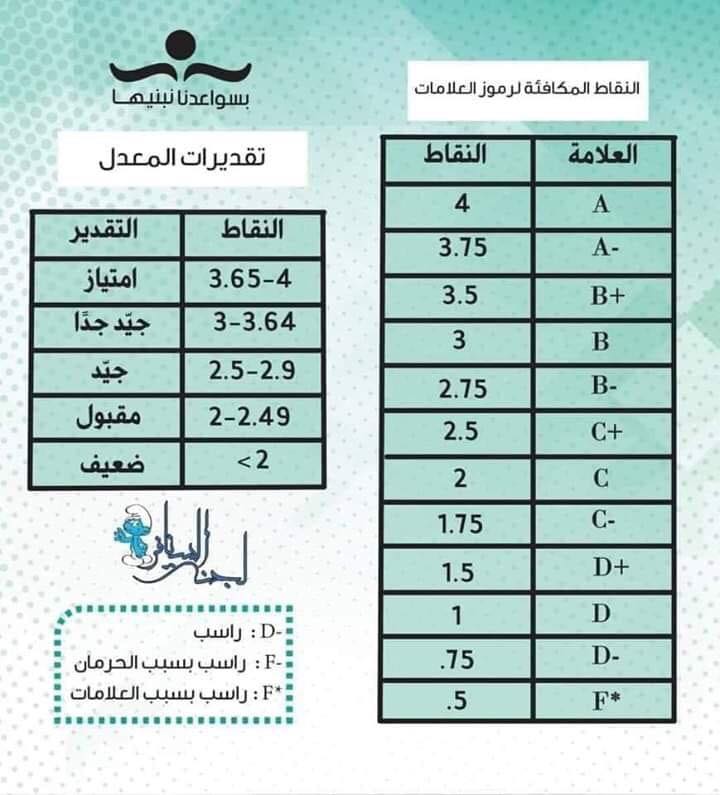 بسواعدنا نبنيها
النقاط المكافئة لرموز العلامات
العلامة النقاط
A 4
A- 3.75
B+ 3.5
B 3
B- 2.75
C+ 2.5
C 2
C- 1.75
D+ 1.5
D 1
D- .75
F* .5
تقديرات المعدل
النقاط التقدير
3.65-4 امتياز
3-3.64 جيّد جدًا
2.5-2.9 جيّد
2-2.49 مقبول
<2 ضعيف
D- : راسب
F- : راسب بسبب الحرمان
F* : راسب بسبب العلامات